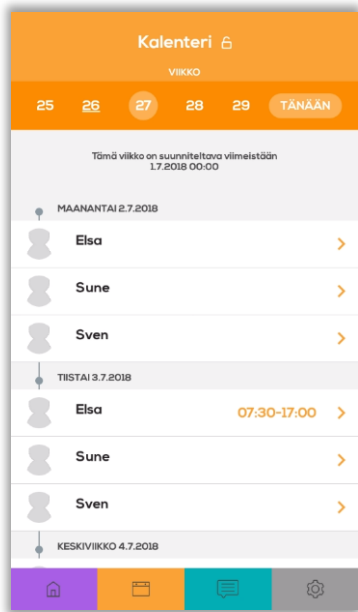 Kalenteri
VIIKKO
25 26 27 28 29 TÄNÄÄN
Tämä viikko on suunniteltava viimeistään
1.7.2018 00:00
MAANANTAI 2.7.2018
Elsa
Sune
Sven
TIISTAI 3.7.2018
Elsa 07:30-17:00
Sune
Sven
KESKIVIIKKO 4.7.2018